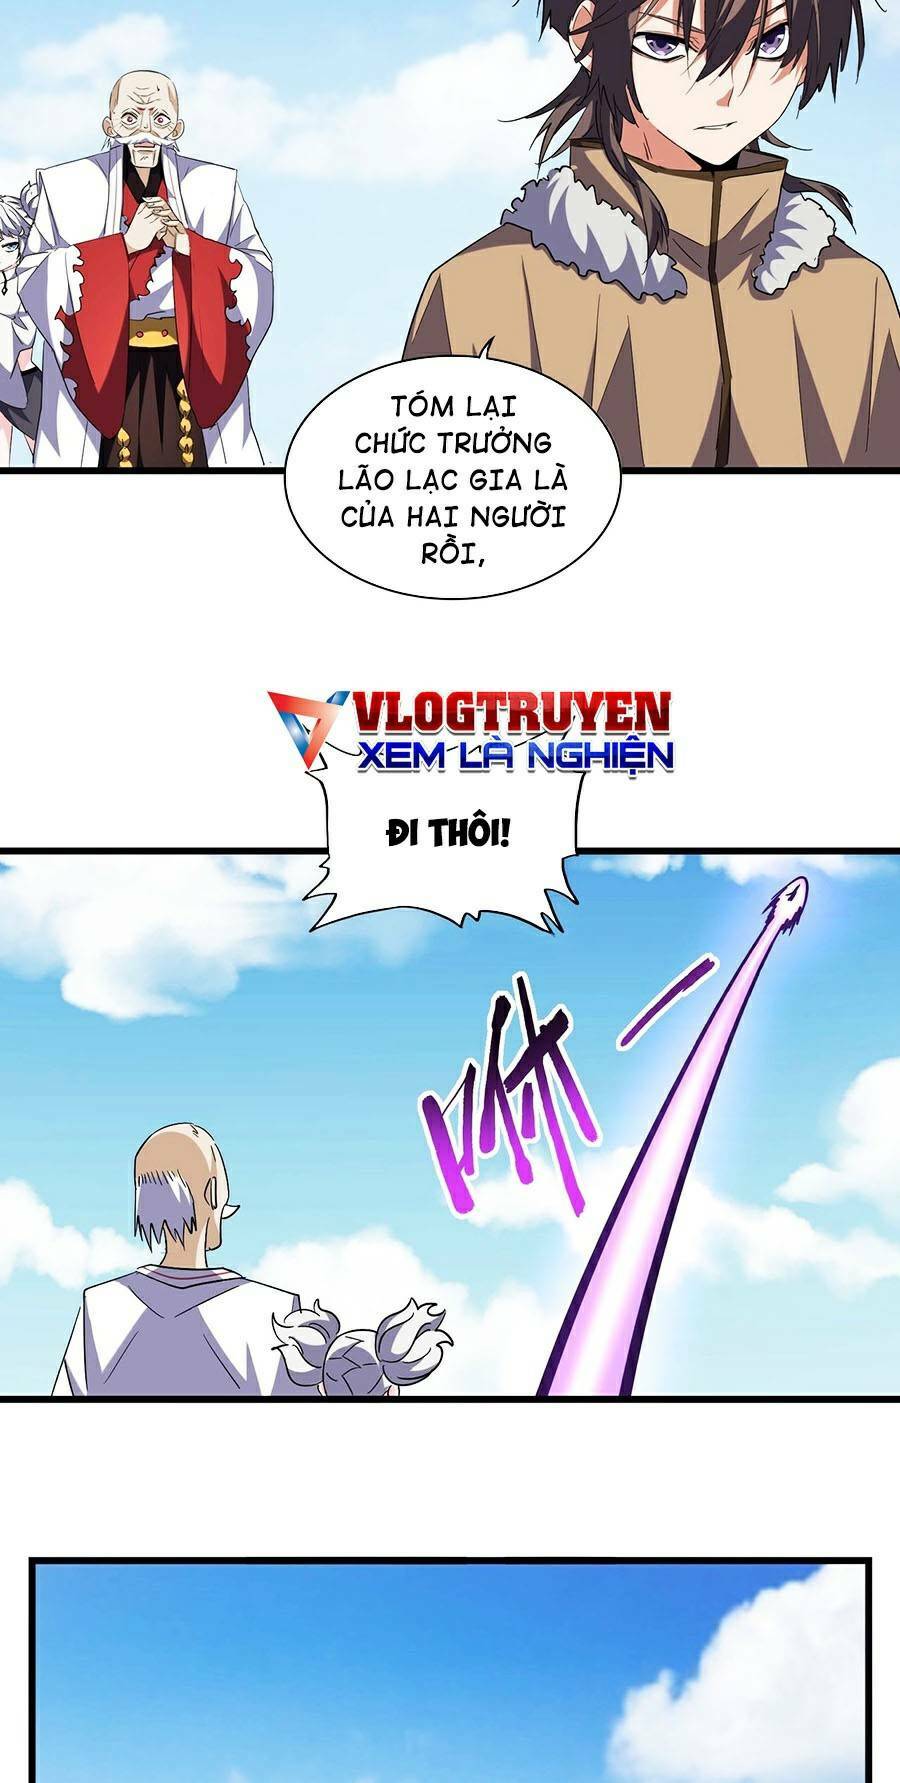 TÓM LẠI
CHỨC TRƯỞNG
LÃO LẠC GIA LÀ
CỦA HAI NGƯỜI
RỒI,
VLOGTRUYEN
XEM LÀ NGHIỆN
ĐI THÔI!